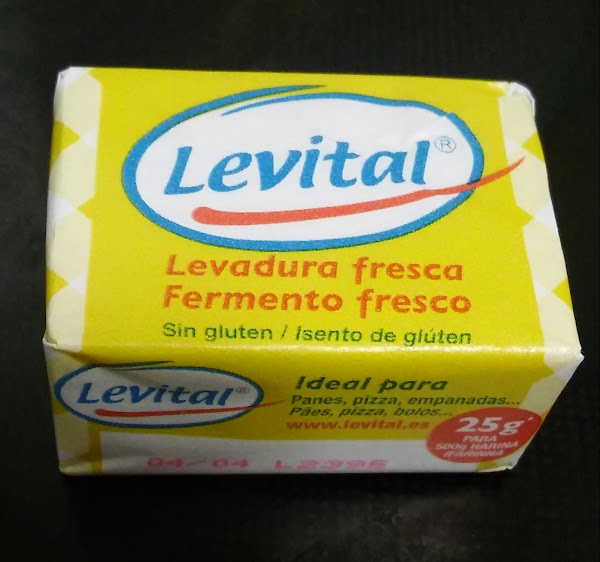 Levital®
Levadura fresca
Fermento fresco
Sin gluten / Isento de glúten
Levital®
Ideal para
Panes, pizza, empanadas...
Pães, pizza, bolos...
www.levital.es
25g*
PARA
500g HARINA
/FARINHA
04/04 L2395